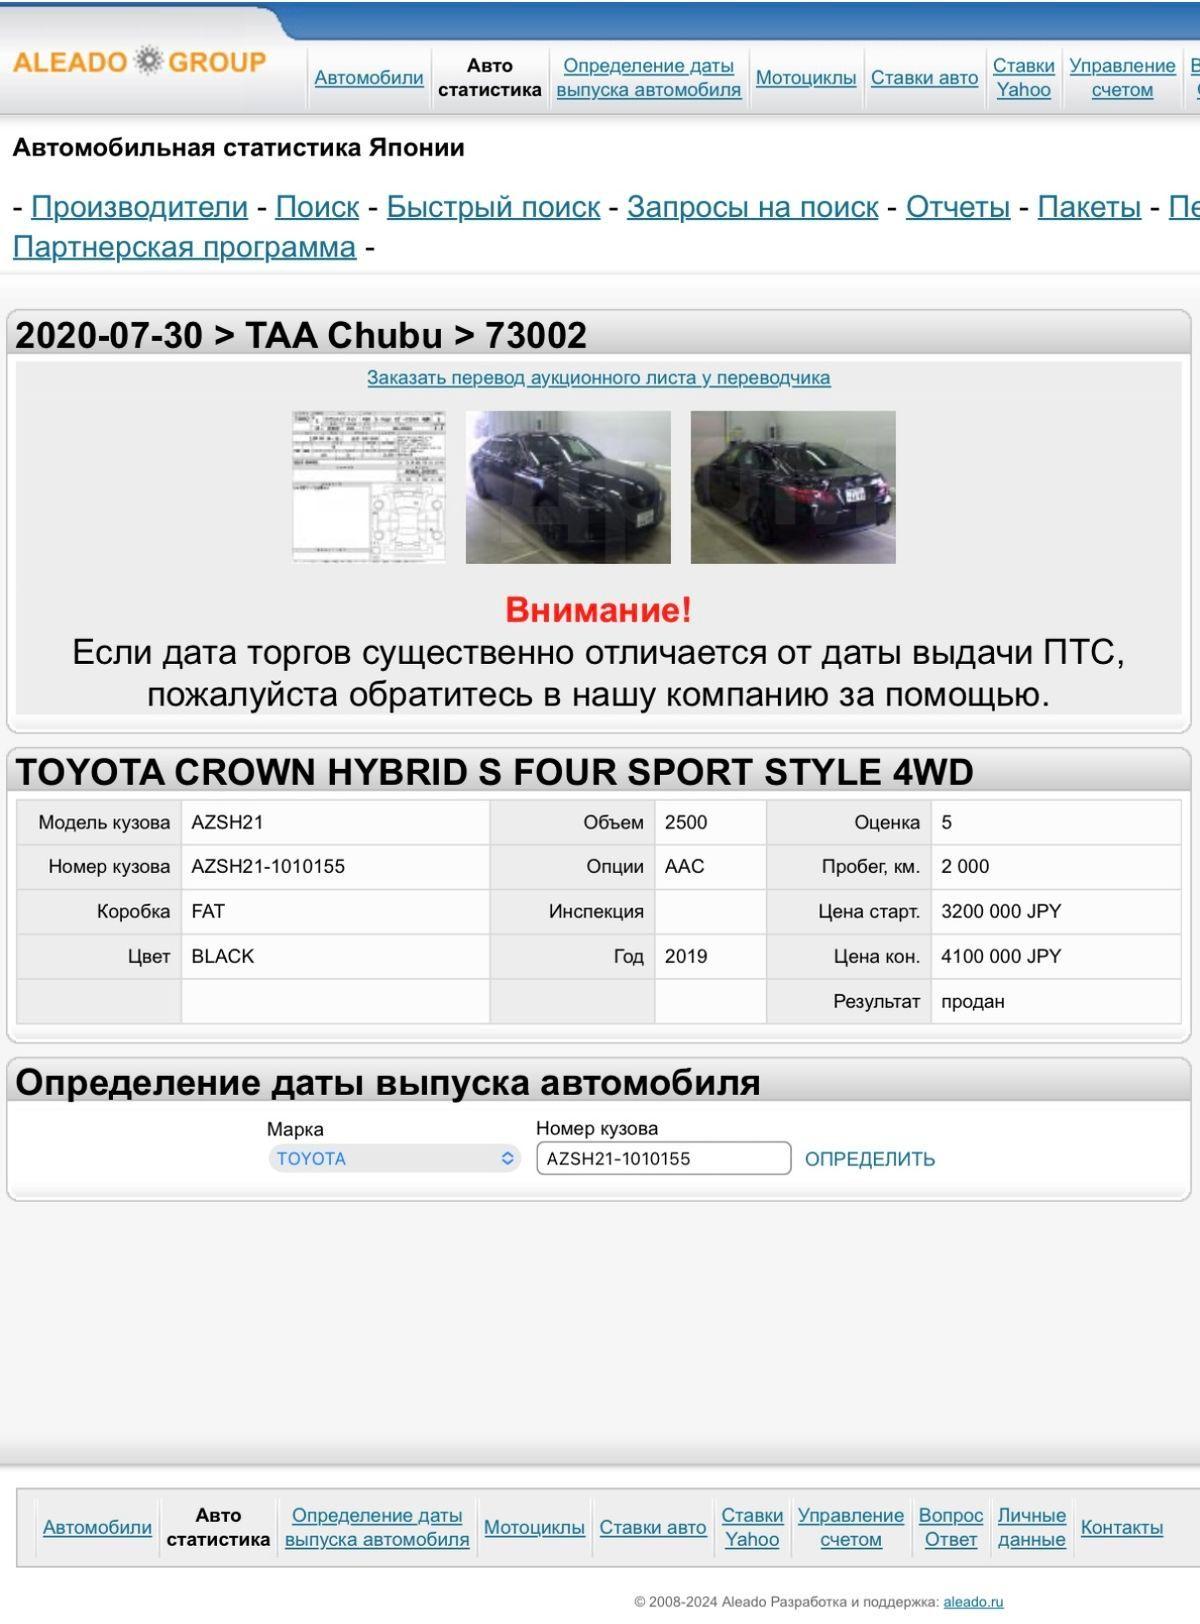 ALEADO GROUP
Автомобили
Авто
статистика
Определение даты
выпуска автомобиля
Мотоциклы
Ставки авто
Ставки
Yahoo
Управление
счетом
Автомобильная статистика Японии
- Производители - Поиск - Быстрый поиск - Запросы на поиск - Отчеты - Пакеты -
Партнерская программа -
2020-07-30 > TAA Chubu > 73002
Заказать перевод аукционного листа у переводчика
Внимание!
Если дата торгов существенно отличается от даты выдачи ПТС,
пожалуйста обратитесь в нашу компанию за помощью.
TOYOTA CROWN HYBRID S FOUR SPORT STYLE 4WD
Модель кузова AZSH21 Объем 2500 Оценка 5
Номер кузова AZSH21-1010155 Опции AAC Пробег, км. 2 000
Коробка FAT Инспекция Цена старт. 3200 000 JPY
Цвет BLACK Год 2019 Цена кон. 4100 000 JPY
Результат продан
Определение даты выпуска автомобиля
Марка Номер кузова
TOYOTA AZSH21-1010155 ОПРЕДЕЛИТЬ
Автомобили
Авто
статистика
Определение даты
выпуска автомобиля
Мотоциклы
Ставки авто
Ставки
Yahoo
Управление
счетом
Вопрос
Ответ
Личные
данные
Контакты
© 2008-2024 Aleado Разработка и поддержка: aleado.ru